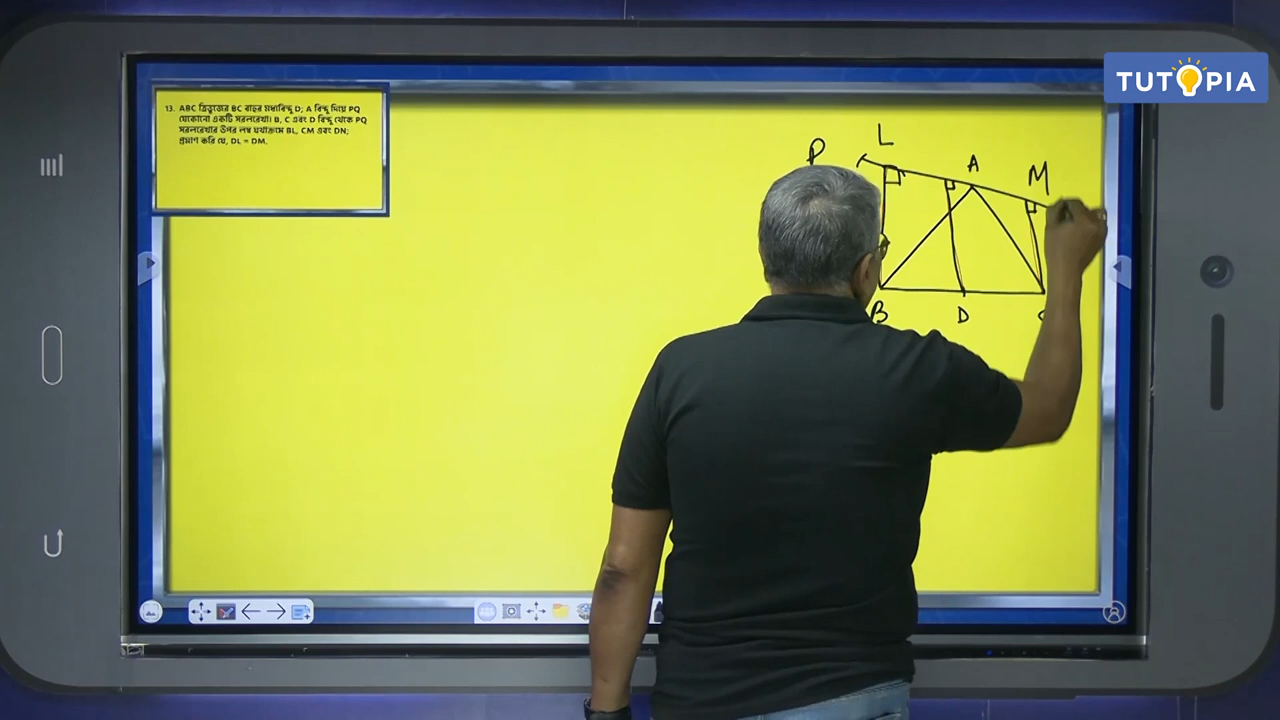 TUTOPIA
13. ABC ত্রিভুজের BC বাহুর মধ্যবিন্দু D; A বিন্দু দিয়ে PQ
যেকোনো একটি সরলরেখা। B, C এবং D বিন্দু থেকে PQ
সরলরেখার উপর লম্ব যথাক্রমে BL, CM এবং DN;
প্রমাণ করি যে, DL = DM.
P L A M
B D